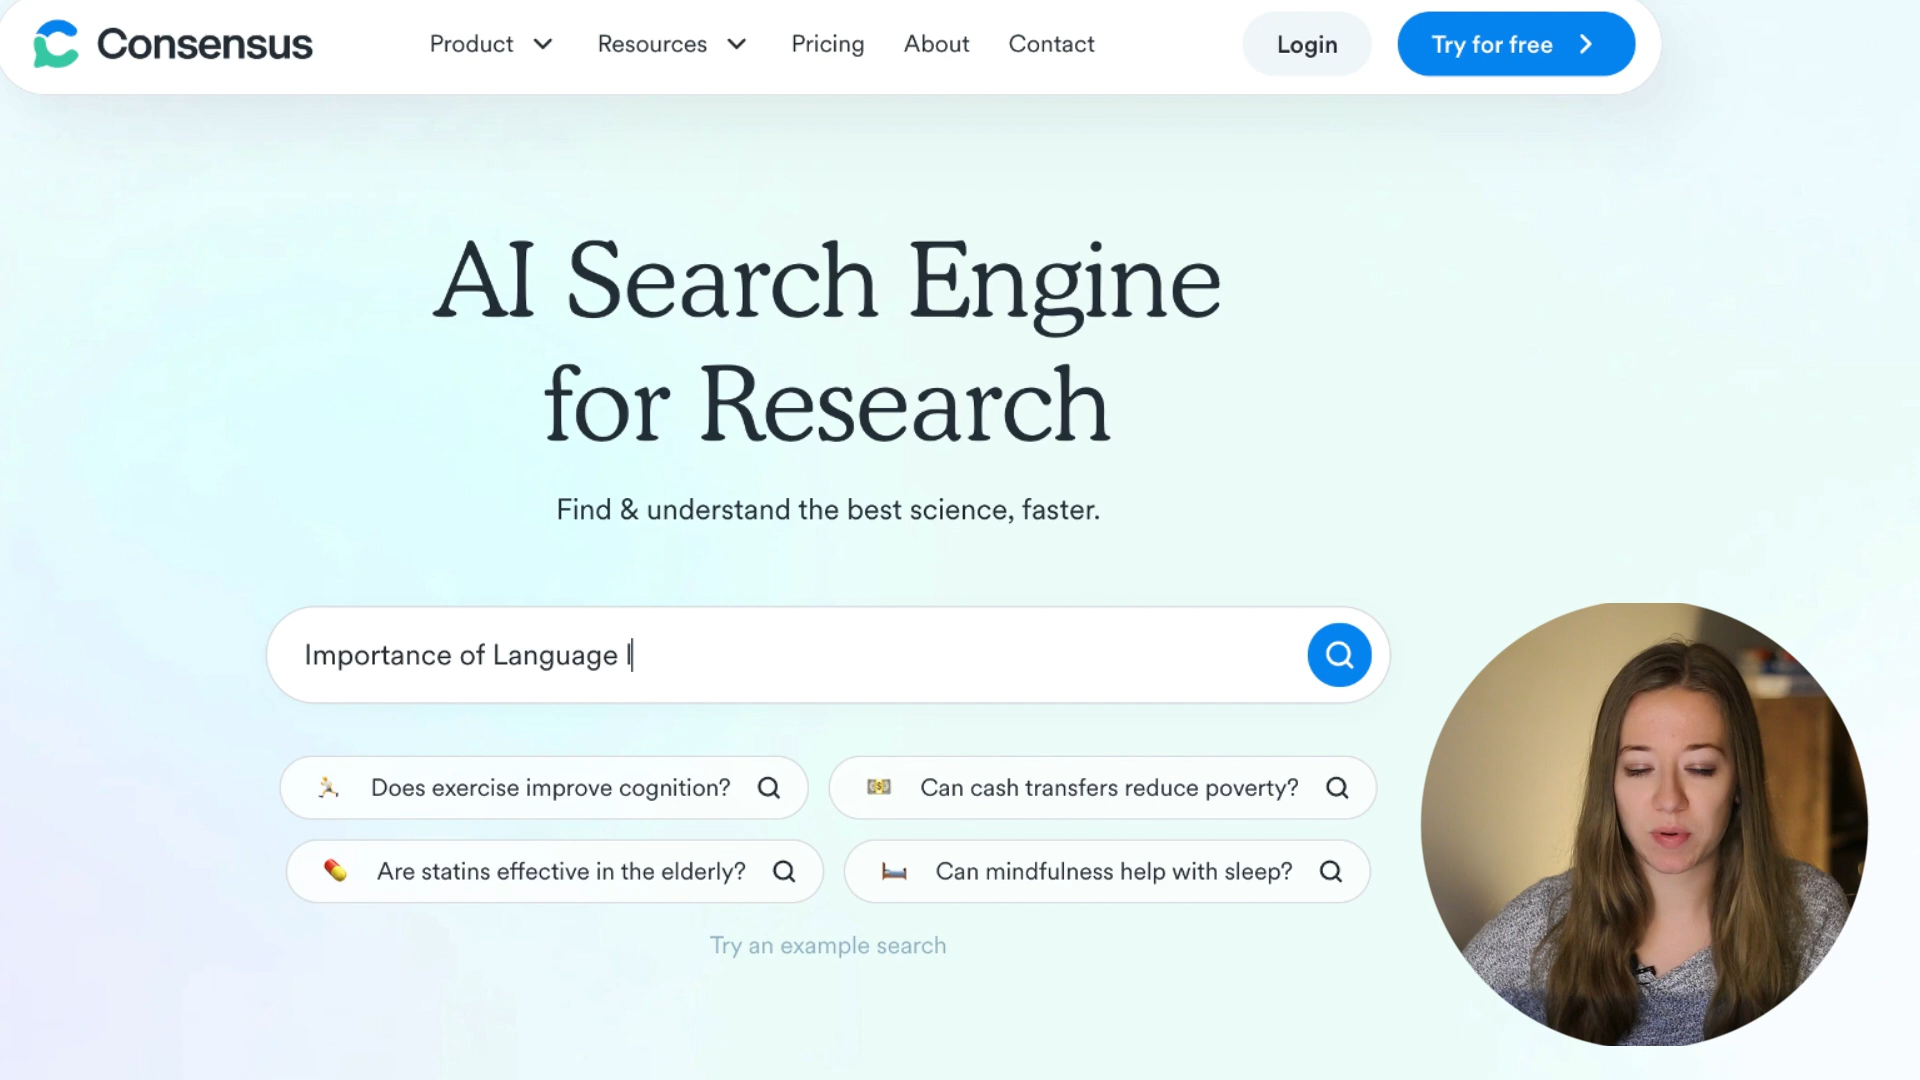 Consensus
Product
Resources
Pricing
About
Contact
Login
Try for free
AI Search Engine
for Research
Find & understand the best science, faster.
Importance of Language l
Does exercise improve cognition?
Can cash transfers reduce poverty?
Are statins effective in the elderly?
Can mindfulness help with sleep?
Try an example search